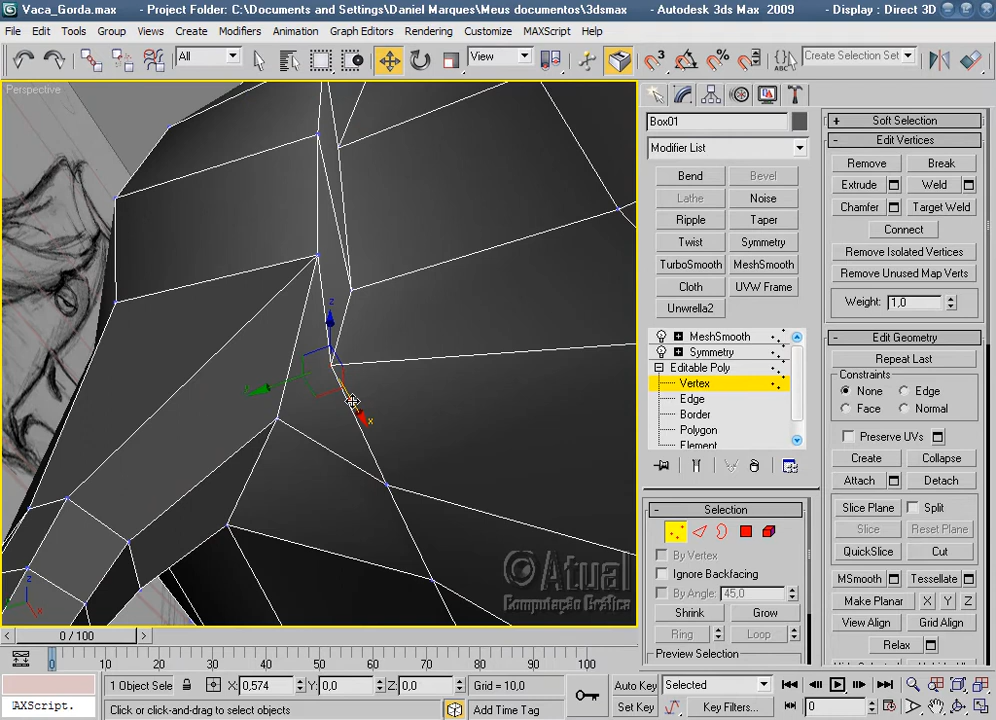 Vaca_Gorda.max - Project Folder: C:\Documents and Settings\Daniel Marques\Meus documentos\3dsmax - Autodesk 3ds Max 2009 - Display : Direct 3D
File Edit Tools Group Views Create Modifiers Animation Graph Editors Rendering Customize MAXScript Help
All View Create Selection Set
Perspective
Box01
Modifier List
Bend Bevel
Lathe Noise
Ripple Taper
Twist Symmetry
TurboSmooth MeshSmooth
Cloth UVW Frame
Unwrella2
MeshSmooth
Symmetry
Editable Poly
Vertex
Edge
Border
Polygon
Element
Selection
By Vertex
Ignore Backfacing
By Angle: 45,0
Shrink Grow
Ring Loop
Preview Selection
Soft Selection
Edit Vertices
Remove Break
Extrude Weld
Chamfer Target Weld
Connect
Remove Isolated Vertices
Remove Unused Map Verts
Weight: 1,0
Edit Geometry
Repeat Last
Constraints
None Edge
Face Normal
Preserve UVs
Create Collapse
Attach Detach
Slice Plane Split
Slice Reset Plane
QuickSlice Cut
MSmooth Tessellate
Make Planar X Y Z
View Align Grid Align
Relax
z
x
z
x
©Atual
Computação Gráfica
0 / 100
0 10 20 30 40 50 60 70 80 90 100
1 Object Sele X: 0,574 Y: 0,0 Z: 0,0 Grid = 10,0 Auto Key Selected
AXScript. Click or click-and-drag to select objects Add Time Tag Set Key Key Filters... 0